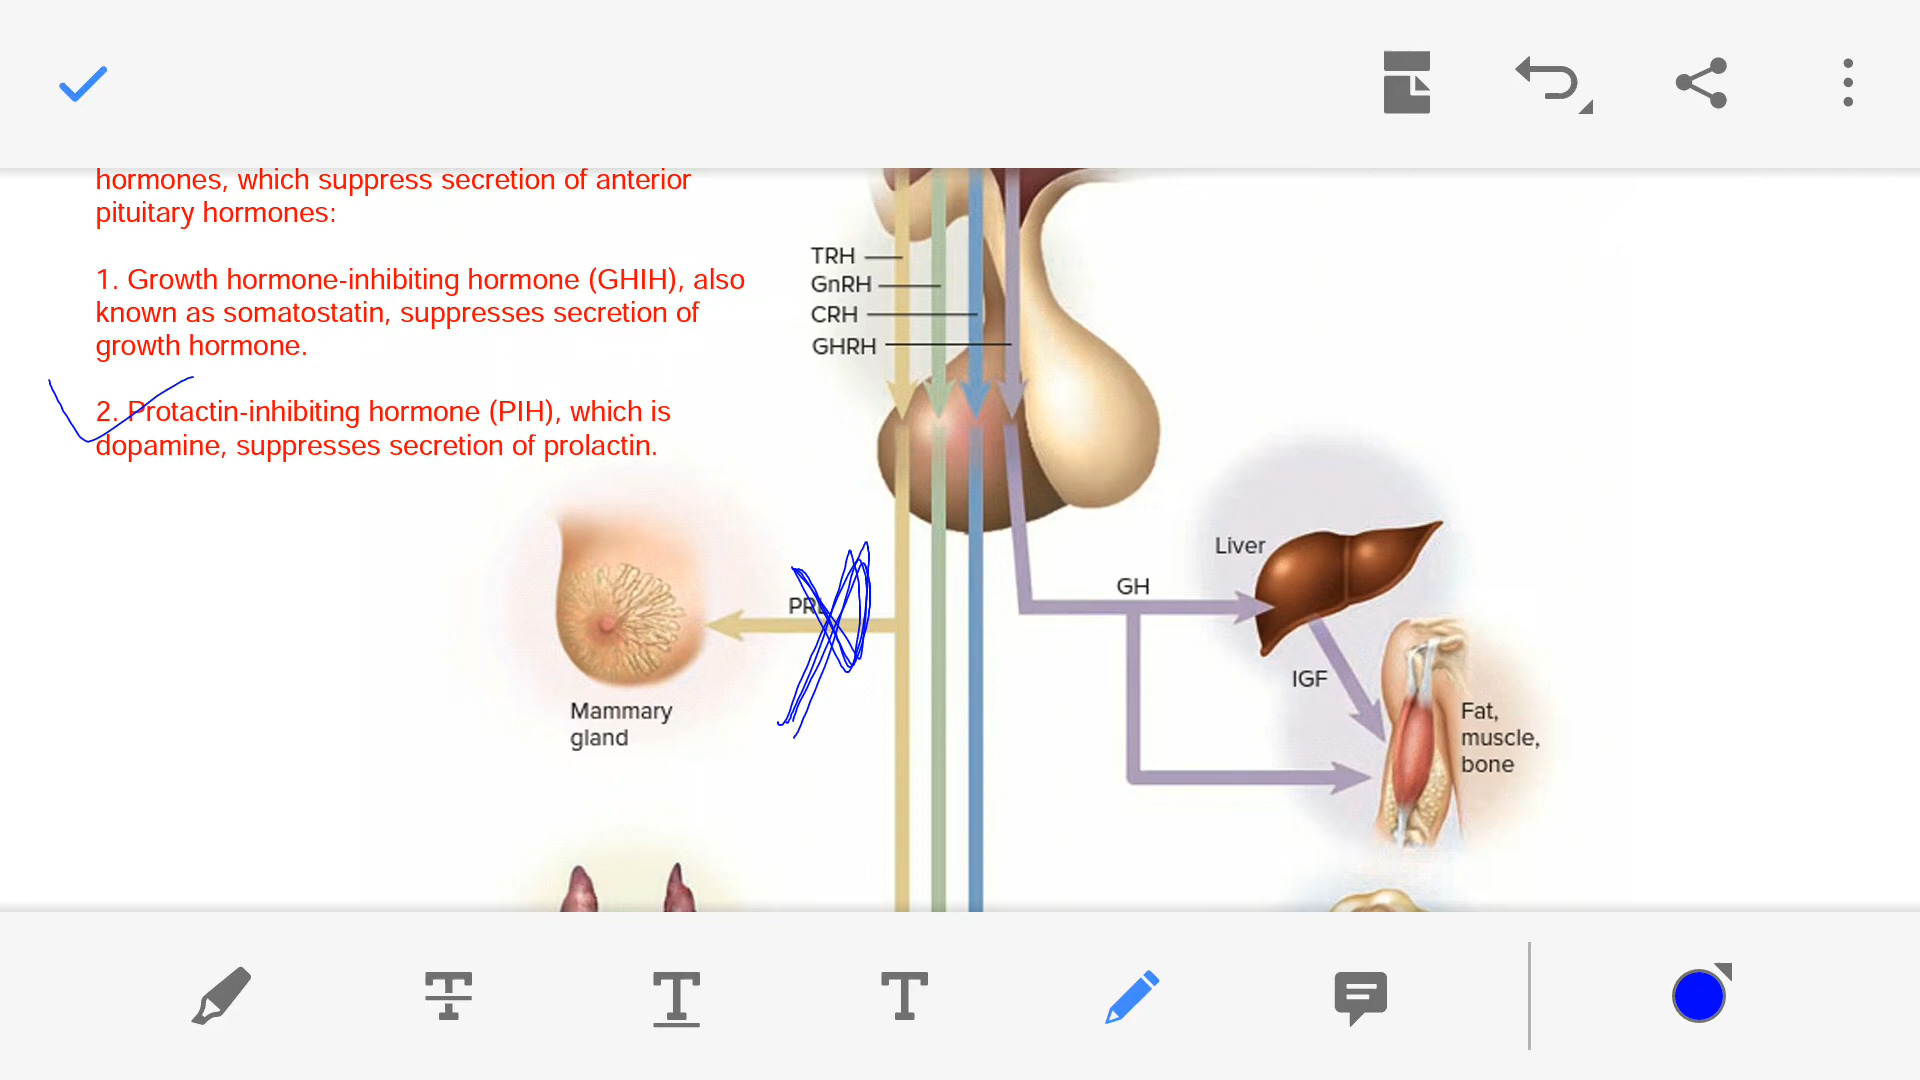 hormones, which suppress secretion of anterior
pituitary hormones:
1. Growth hormone-inhibiting hormone (GHIH), also
known as somatostatin, suppresses secretion of
growth hormone.
2. Protactin-inhibiting hormone (PIH), which is
dopamine, suppresses secretion of prolactin.
TRH
GnRH
CRH
GHRH
PRL
Mammary
gland
GH
Liver
IGF
Fat,
muscle,
bone